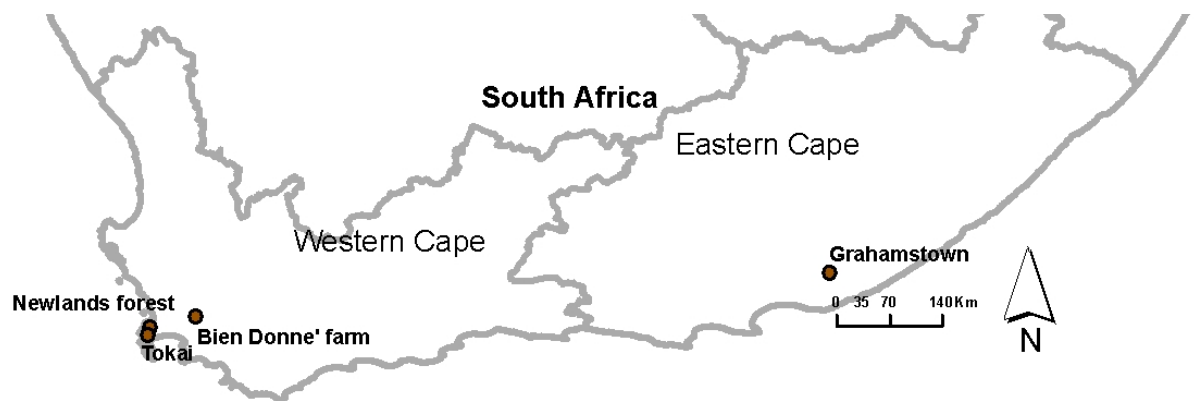 South Africa
Eastern Cape
Western Cape
Grahamstown
Newlands forest
Bien Donne' farm
Tokai
0 35 70 140 Km
N